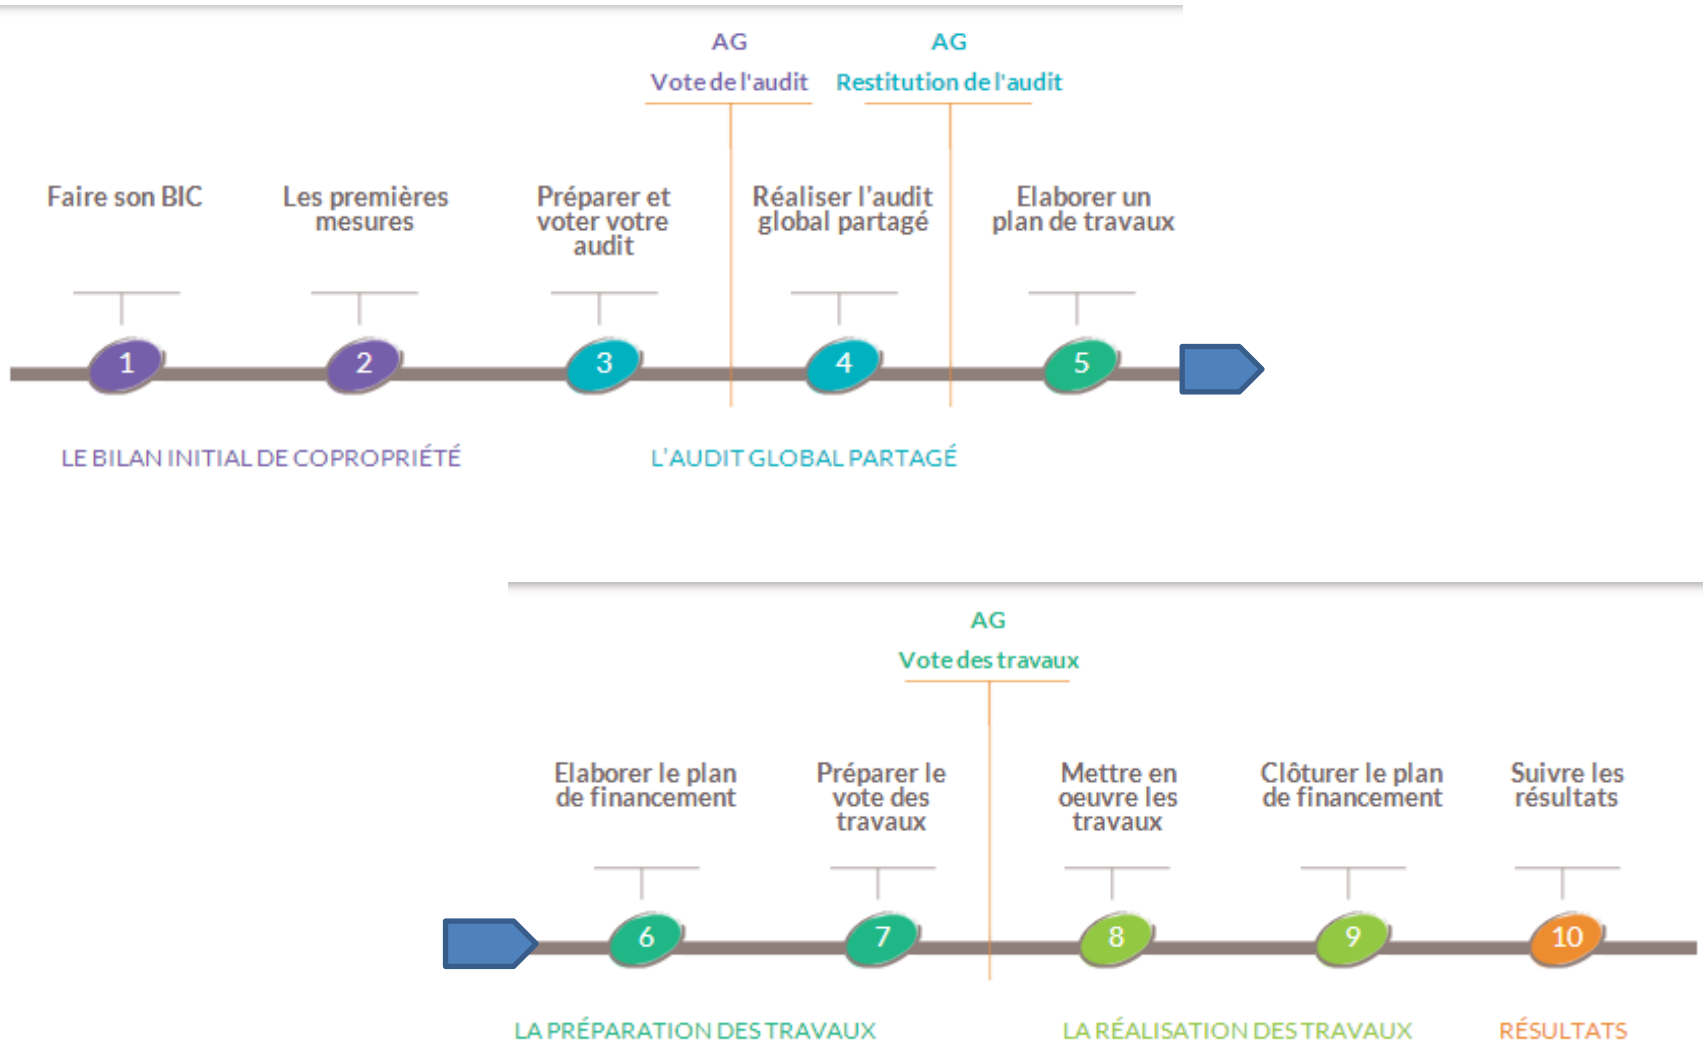 AG
Vote de l'audit
AG
Restitution de l'audit
Faire son BIC
Les premières
mesures
Préparer et
voter votre
audit
Réaliser l'audit
global partagé
Elaborer un
plan de travaux
1
2
3
4
5
LE BILAN INITIAL DE COPROPRIÉTÉ
L'AUDIT GLOBAL PARTAGÉ
AG
Vote des travaux
Elaborer le plan
de financement
Préparer le
vote des
travaux
Mettre en
oeuvre les
travaux
Clôturer le plan
de financement
Suivre les
résultats
6
7
8
9
10
LA PRÉPARATION DES TRAVAUX
LA RÉALISATION DES TRAVAUX
RÉSULTATS